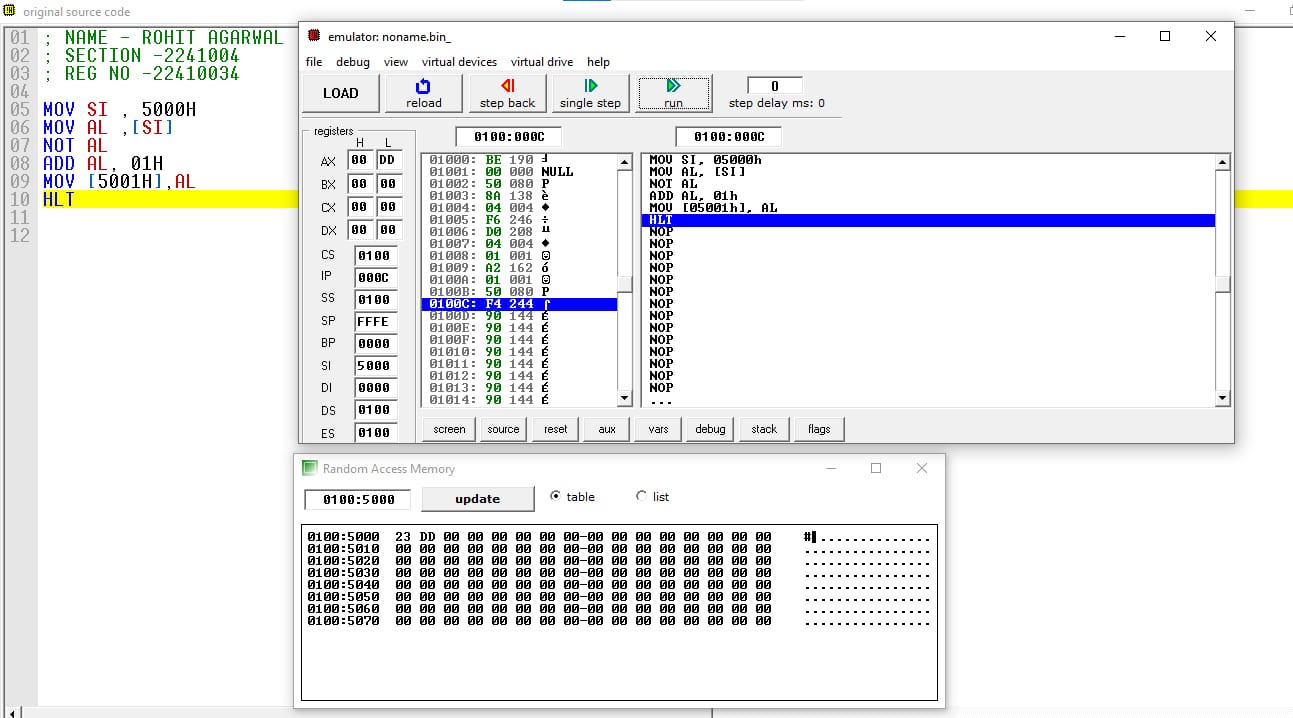 original source code
01 ; NAME - ROHIT AGARWAL
02 ; SECTION -2241004
03 ; REG NO -22410034
04
05 MOV SI , 5000H
06 MOV AL ,[SI]
07 NOT AL
08 ADD AL, 01H
09 MOV [5001H],AL
10 HLT
11
12
emulator: noname.bin_
file debug view virtual devices virtual drive help
LOAD reload step back single step run 0
step delay ms: 0
registers
H L
AX 00 DD
BX 00 00
CX 00 00
DX 00 00
CS 0100
IP 000C
SS 0100
SP FFFE
BP 0000
SI 5000
DI 0000
DS 0100
ES 0100
0100:000C
01000: BE 190 ╛
01001: 00 000 NULL
01002: 50 080 P
01003: 8A 138 è
01004: 04 004 ♦
01005: F6 246 ÷
01006: D0 208 ╨
01007: 04 004 ♦
01008: 01 001 ☺
01009: A2 162 ó
0100A: 01 001 ☺
0100B: 50 080 P
0100C: F4 244 ⌠
0100D: 90 144 É
0100E: 90 144 É
0100F: 90 144 É
01010: 90 144 É
01011: 90 144 É
01012: 90 144 É
01013: 90 144 É
01014: 90 144 É
0100:000C
MOV SI, 05000h
MOV AL, [SI]
NOT AL
ADD AL, 01h
MOV [05001h], AL
HLT
NOP
NOP
NOP
NOP
NOP
NOP
NOP
NOP
NOP
NOP
NOP
NOP
NOP
NOP
...
screen source reset aux vars debug stack flags
Random Access Memory
0100:5000 update table list
0100:5000 23 DD 00 00 00 00 00 00-00 00 00 00 00 00 00 00 #▌..............
0100:5010 00 00 00 00 00 00 00 00-00 00 00 00 00 00 00 00 ................
0100:5020 00 00 00 00 00 00 00 00-00 00 00 00 00 00 00 00 ................
0100:5030 00 00 00 00 00 00 00 00-00 00 00 00 00 00 00 00 ................
0100:5040 00 00 00 00 00 00 00 00-00 00 00 00 00 00 00 00 ................
0100:5050 00 00 00 00 00 00 00 00-00 00 00 00 00 00 00 00 ................
0100:5060 00 00 00 00 00 00 00 00-00 00 00 00 00 00 00 00 ................
0100:5070 00 00 00 00 00 00 00 00-00 00 00 00 00 00 00 00 ................